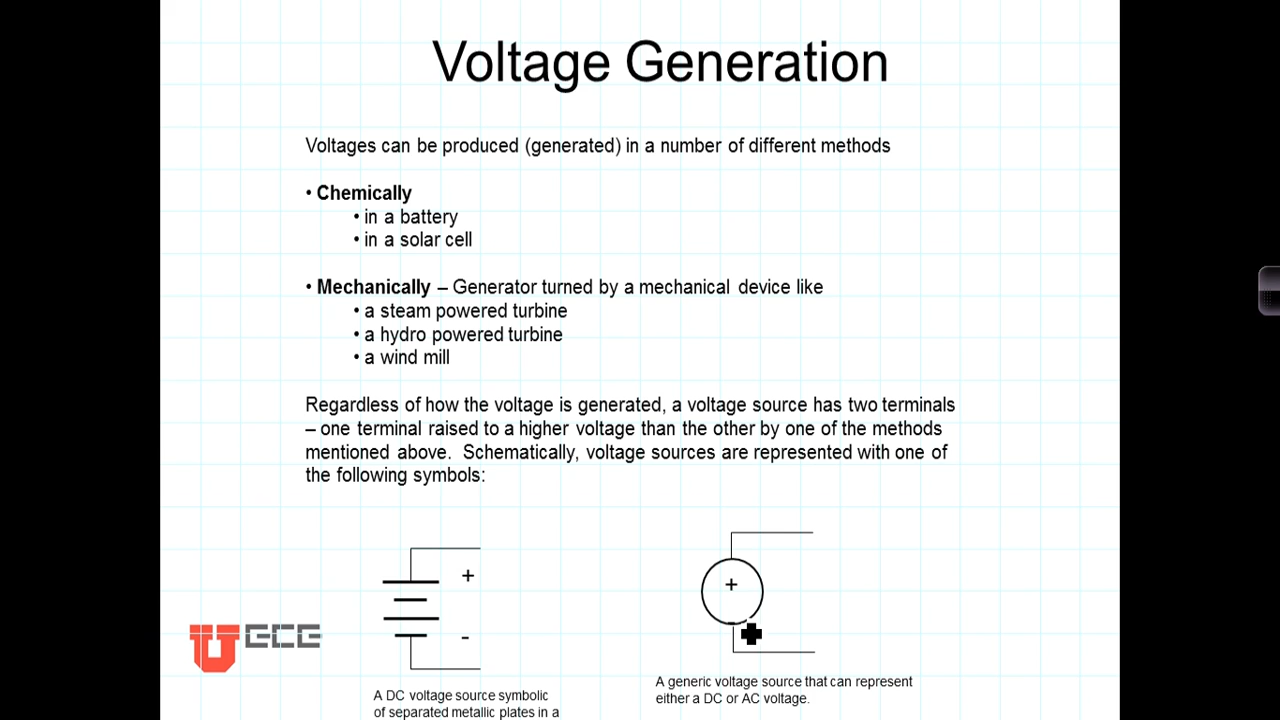 Voltage Generation
Voltages can be produced (generated) in a number of different methods
• Chemically
• in a battery
• in a solar cell
• Mechanically – Generator turned by a mechanical device like
• a steam powered turbine
• a hydro powered turbine
• a wind mill
Regardless of how the voltage is generated, a voltage source has two terminals
– one terminal raised to a higher voltage than the other by one of the methods
mentioned above. Schematically, voltage sources are represented with one of
the following symbols:
+
-
+
U ECE
A DC voltage source symbolic
of separated metallic plates in a
A generic voltage source that can represent
either a DC or AC voltage.